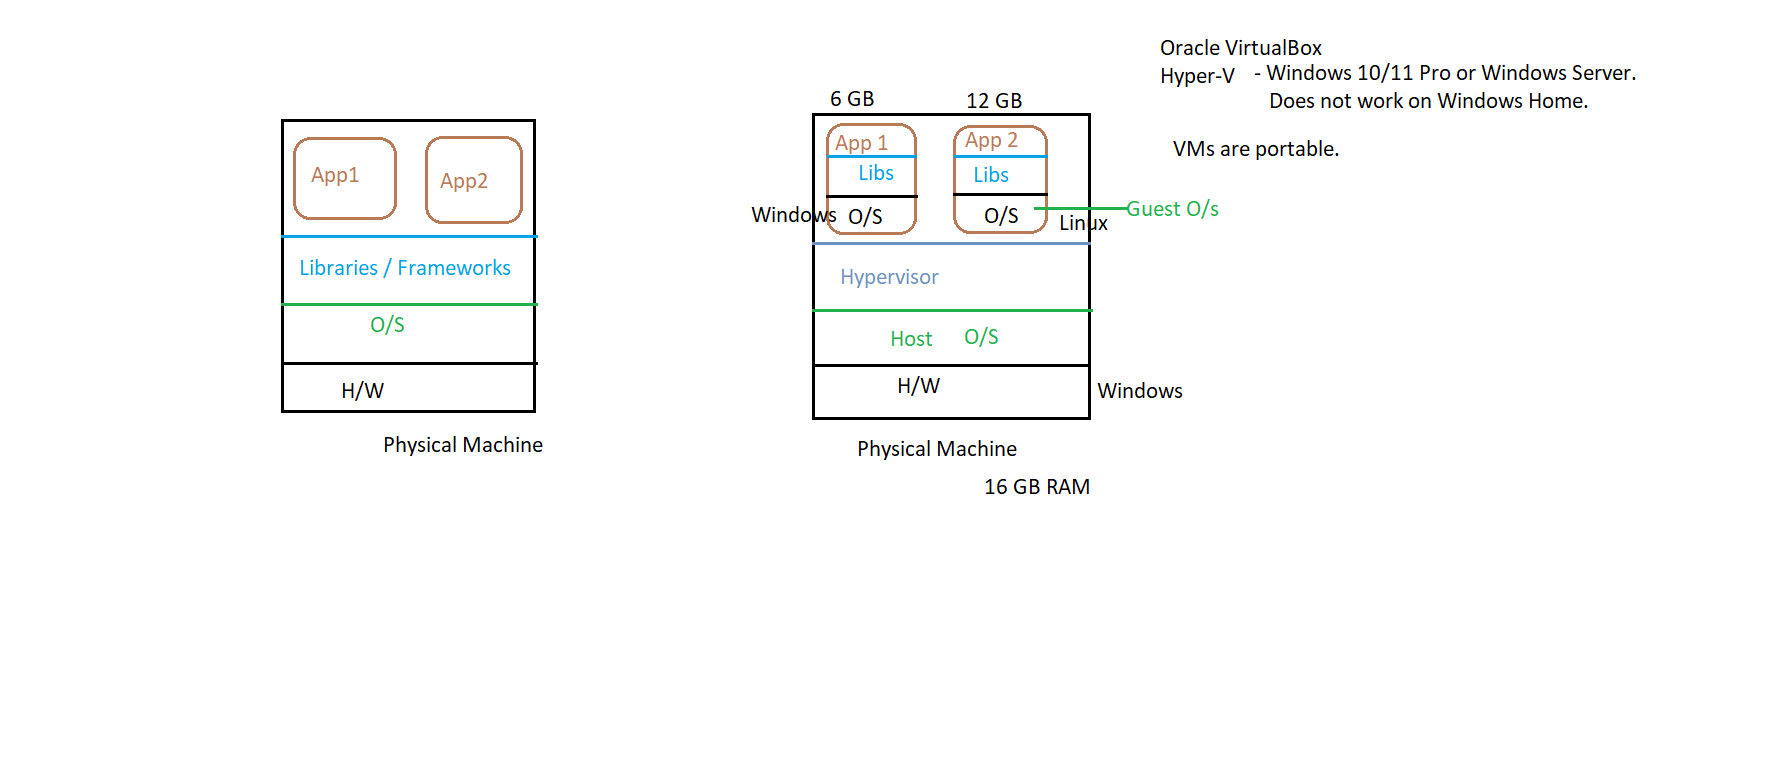 App1
App2
Libraries / Frameworks
O/S
H/W
Physical Machine
6 GB
12 GB
App 1
App 2
Libs
Libs
Windows
O/S
O/S
Linux
Guest O/s
Hypervisor
Host O/S
H/W
Windows
Physical Machine
16 GB RAM
Oracle VirtualBox
Hyper-V - Windows 10/11 Pro or Windows Server.
Does not work on Windows Home.
VMs are portable.